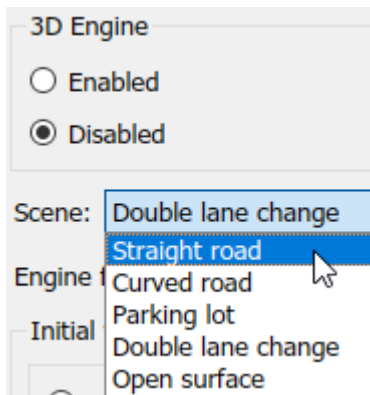 3D Engine
Enabled
Disabled
Scene: Double lane change
Straight road
Engine
Curved road
Parking lot
Initial
Double lane change
Open surface